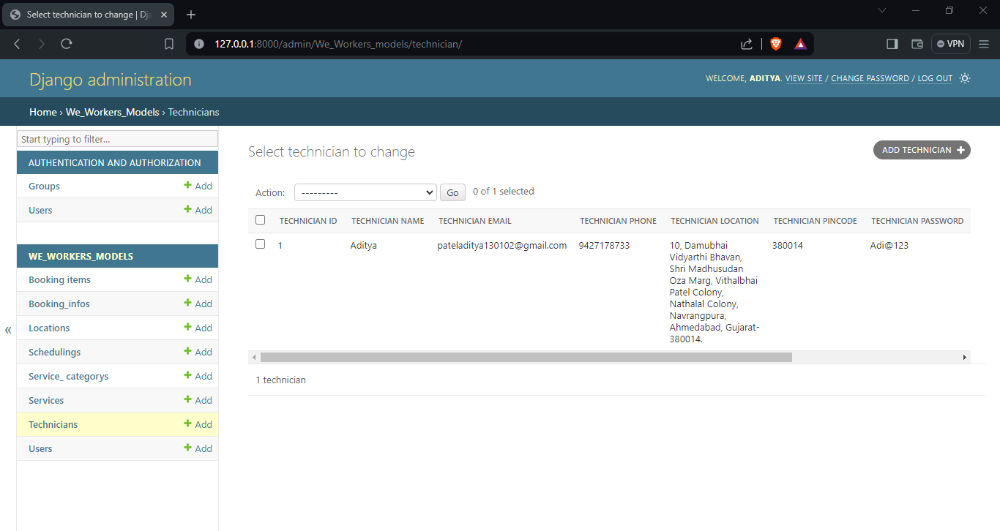 Select technician to change | Dja
127.0.0.1:8000/admin/We_Workers_models/technician/
VPN
Django administration
WELCOME, ADITYA. VIEW SITE / CHANGE PASSWORD / LOG OUT
Home › We_Workers_Models › Technicians
Start typing to filter...
AUTHENTICATION AND AUTHORIZATION
Groups + Add
Users + Add
WE_WORKERS_MODELS
Booking items + Add
Booking_infos + Add
Locations + Add
Schedulings + Add
Service_ categorys + Add
Services + Add
Technicians + Add
Users + Add
«
Select technician to change
ADD TECHNICIAN +
Action: --------- Go 0 of 1 selected
TECHNICIAN ID TECHNICIAN NAME TECHNICIAN EMAIL TECHNICIAN PHONE TECHNICIAN LOCATION TECHNICIAN PINCODE TECHNICIAN PASSWORD
1 Aditya pateladitya130102@gmail.com 9427178733 10, Damubhai 380014 Adi@123
Vidyarthi Bhavan,
Shri Madhusudan
Oza Marg, Vithalbhai
Patel Colony,
Nathalal Colony,
Navrangpura,
Ahmedabad, Gujarat-
380014.
1 technician